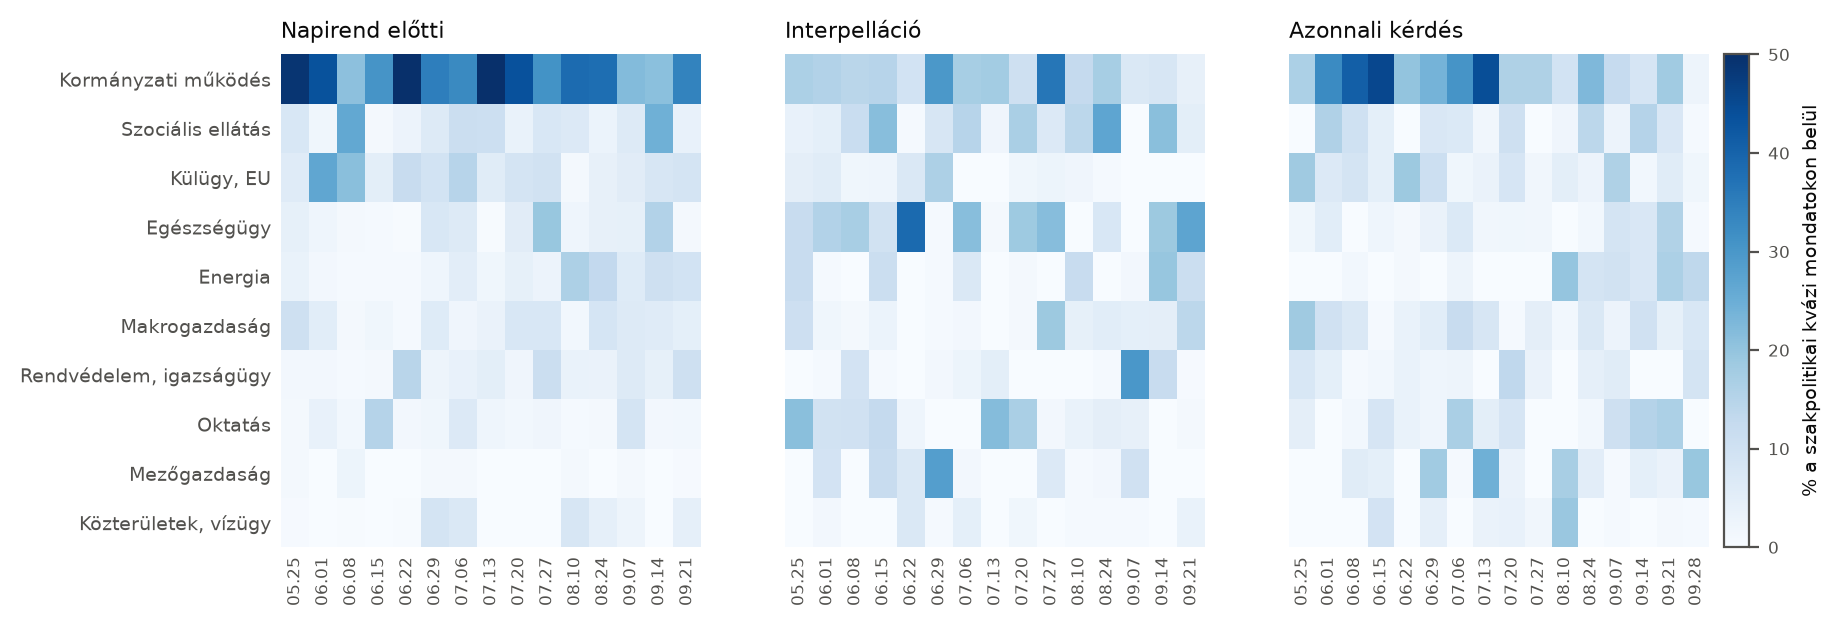 Napirend előtti
Interpelláció
Azonnali kérdés
Kormányzati működés
Szociális ellátás
Külügy, EU
Egészségügy
Energia
Makrogazdaság
Rendvédelem, igazságügy
Oktatás
Mezőgazdaság
Közterületek, vízügy
05.25 06.01 06.08 06.15 06.22 06.29 07.06 07.13 07.20 07.27 08.10 08.24 09.07 09.14 09.21
05.25 06.01 06.08 06.15 06.22 06.29 07.06 07.13 07.20 07.27 08.10 08.24 09.07 09.14 09.21
05.25 06.01 06.08 06.15 06.22 06.29 07.06 07.13 07.20 07.27 08.10 08.24 09.07 09.14 09.21 09.28
50
40
30
20
10
0
% a szakpolitikai kvázi mondatokon belül